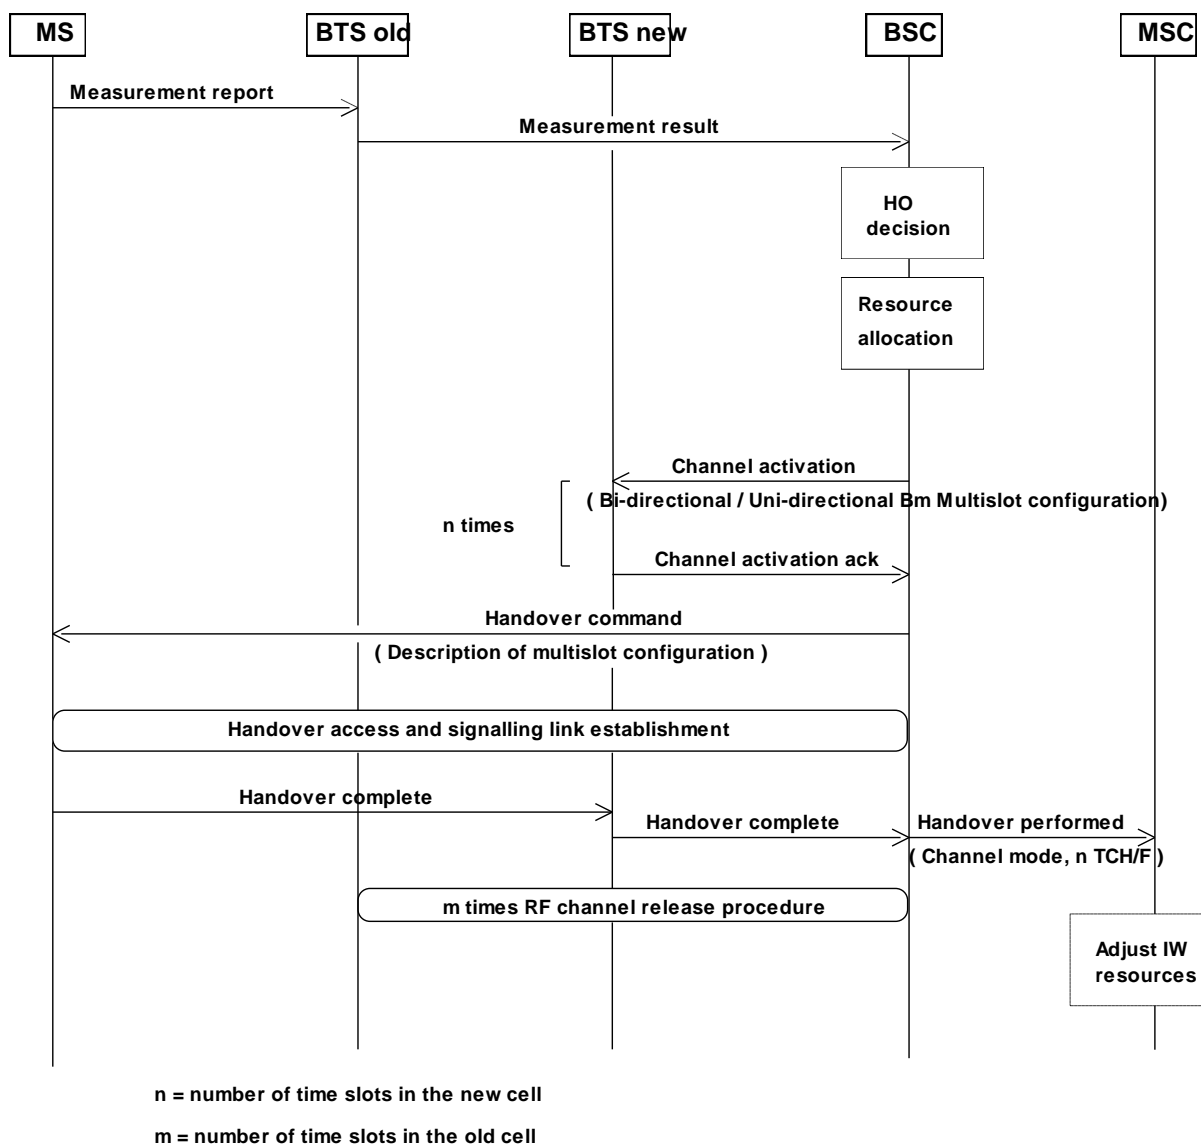 MS BTS old BTS new BSC MSC
Measurement report
Measurement result
HO
decision
Resource
allocation
Channel activation
( Bi-directional / Uni-directional Bm Multislot configuration)
n times
Channel activation ack
Handover command
( Description of multislot configuration )
Handover access and signalling link establishment
Handover complete
Handover complete Handover performed
( Channel mode, n TCH/F )
m times RF channel release procedure
Adjust IW
resources
n = number of time slots in the new cell
m = number of time slots in the old cell